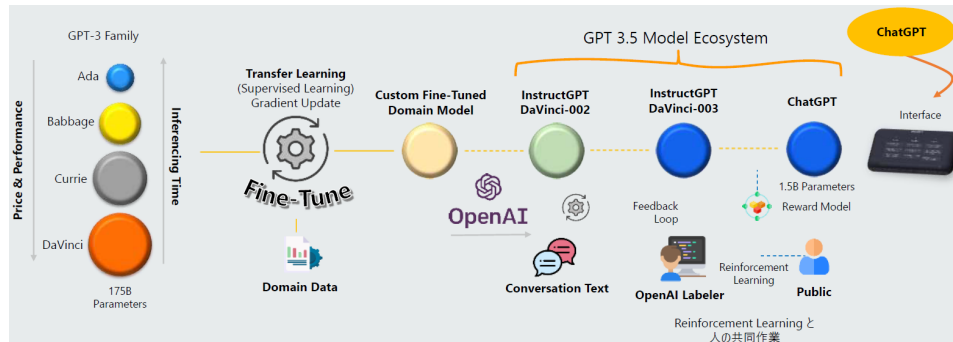 GPT-3 Family
Ada
Babbage
Currie
DaVinci
175B
Parameters
Price & Performance
Inferencing Time
Transfer Learning
(Supervised Learning)
Gradient Update
Fine-Tune
Domain Data
Custom Fine-Tuned
Domain Model
OpenAI
GPT 3.5 Model Ecosystem
InstructGPT
DaVinci-002
Conversation Text
InstructGPT
DaVinci-003
Feedback
Loop
OpenAI Labeler
ChatGPT
1.5B Parameters
Reward Model
Reinforcement
Learning
Public
Reinforcement Learning と
人の共同作業
ChatGPT
Interface